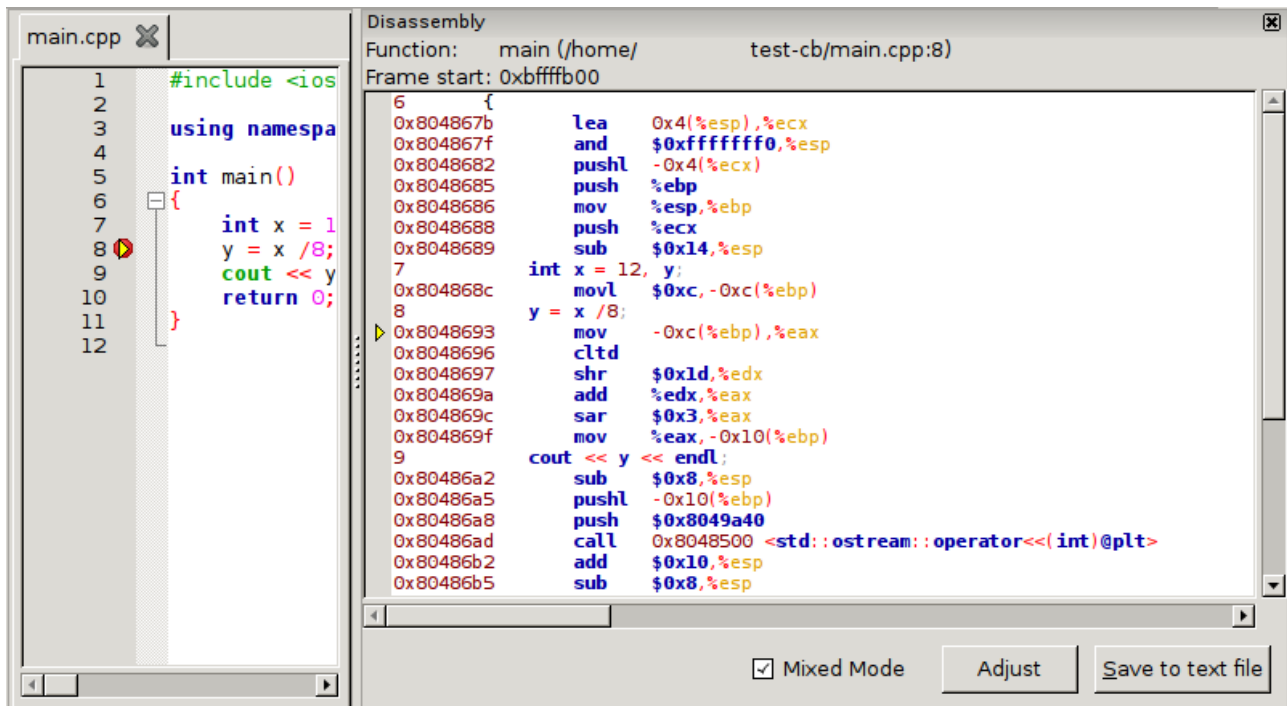 main.cpp
1 #include <ios
2
3 using namespa
4
5 int main()
6 {
7 int x = 1
8 y = x /8;
9 cout << y
10 return 0;
11 }
12
Disassembly
Function: main (/home/ test-cb/main.cpp:8)
Frame start: 0xbffffb00
6 {
0x804867b lea 0x4(%esp),%ecx
0x804867f and $0xfffffff0,%esp
0x8048682 pushl -0x4(%ecx)
0x8048685 push %ebp
0x8048686 mov %esp,%ebp
0x8048688 push %ecx
0x8048689 sub $0x14,%esp
7 int x = 12, y;
0x804868c movl $0xc,-0xc(%ebp)
8 y = x /8;
0x8048693 mov -0xc(%ebp),%eax
0x8048696 cltd
0x8048697 shr $0x1d,%edx
0x804869a add %edx,%eax
0x804869c sar $0x3,%eax
0x804869f mov %eax,-0x10(%ebp)
9 cout << y << endl;
0x80486a2 sub $0x8,%esp
0x80486a5 pushl -0x10(%ebp)
0x80486a8 push $0x8049a40
0x80486ad call 0x8048500 <std::ostream::operator<<(int)@plt>
0x80486b2 add $0x10,%esp
0x80486b5 sub $0x8,%esp
Mixed Mode Adjust Save to text file